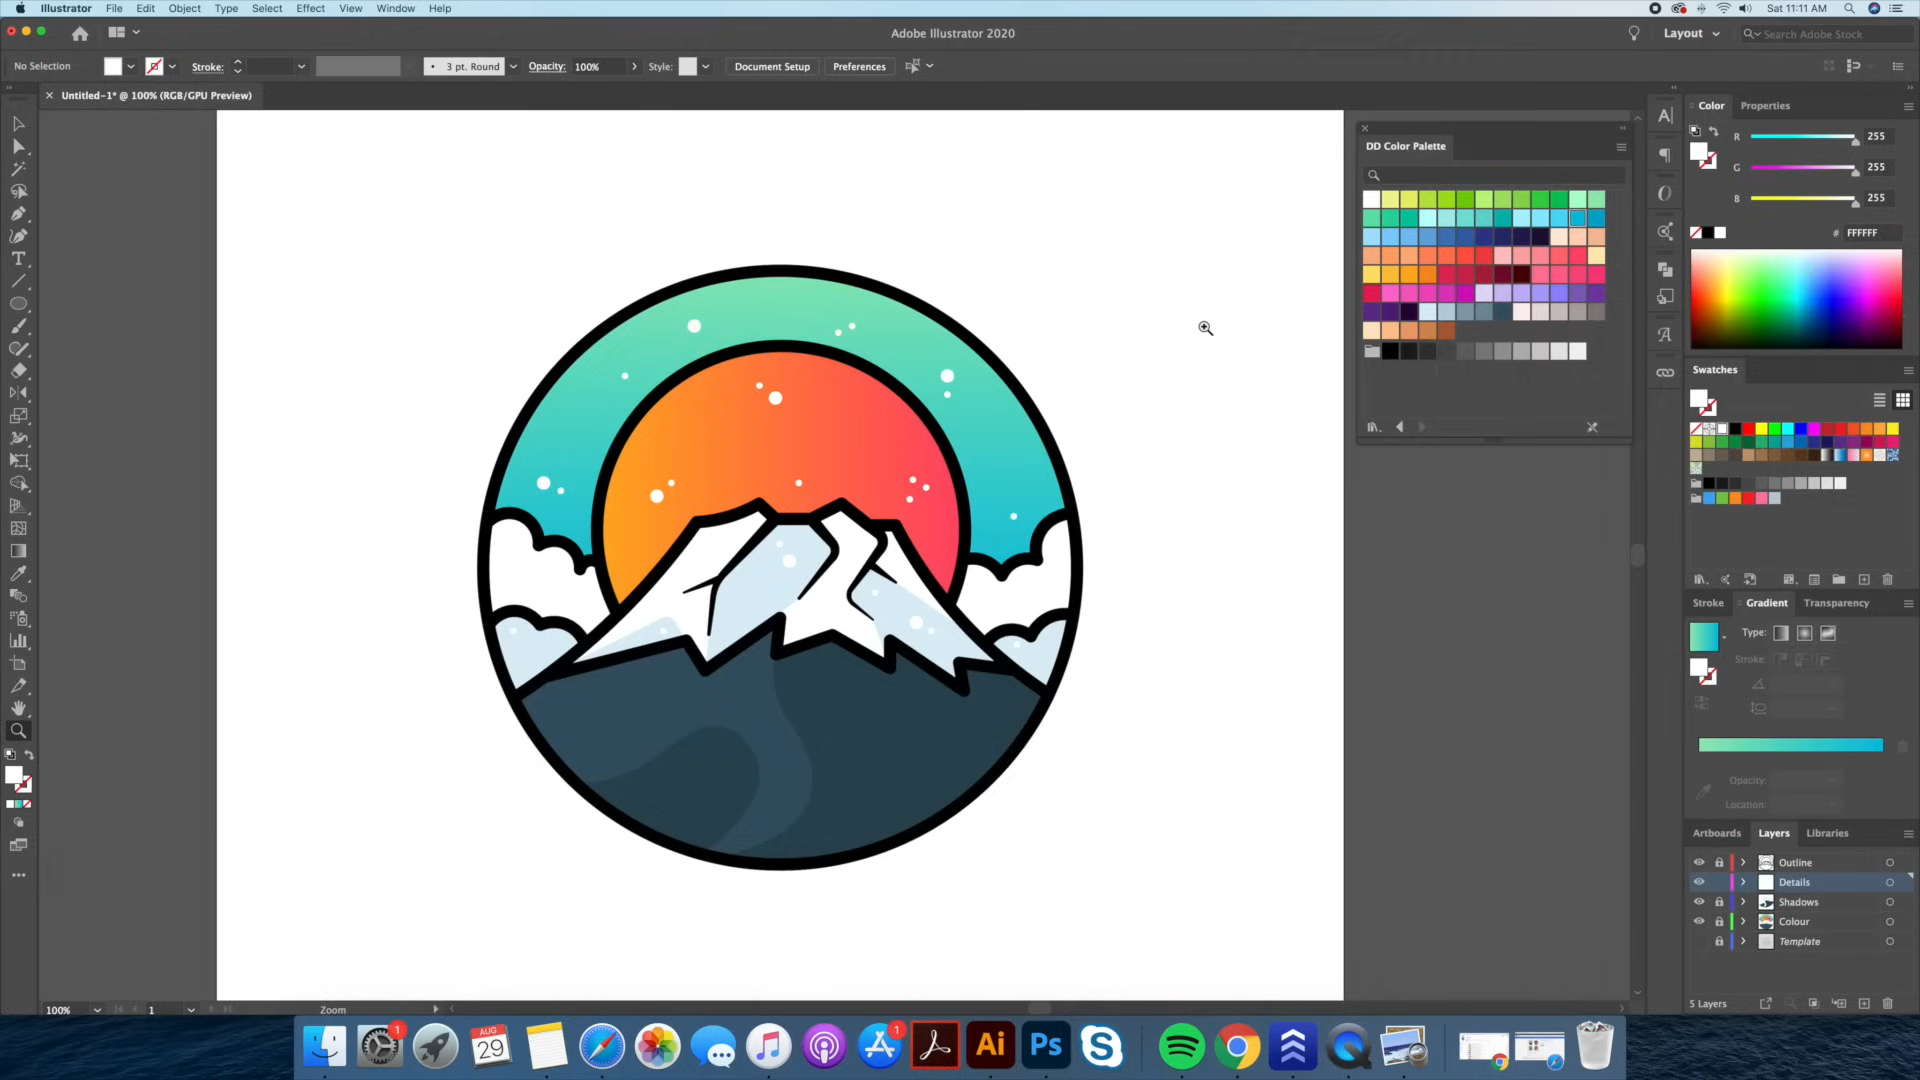 Illustrator File Edit Object Type Select Effect View Window Help
Sat 11:11 AM
Adobe Illustrator 2020
Layout
Search Adobe Stock
No Selection
Stroke:
3 pt. Round
Opacity: 100%
Style:
Document Setup
Preferences
Untitled-1* @ 100% (RGB/GPU Preview)
DD Color Palette
Color Properties
R 255
G 255
B 255
# FFFFFF
Swatches
Stroke Gradient Transparency
Type:
Stroke:
Opacity:
Location:
Artboards Layers Libraries
Outline
Details
Shadows
Colour
Template
5 Layers
100%
1
Zoom
1
AUG
29
1
Ai
Ps